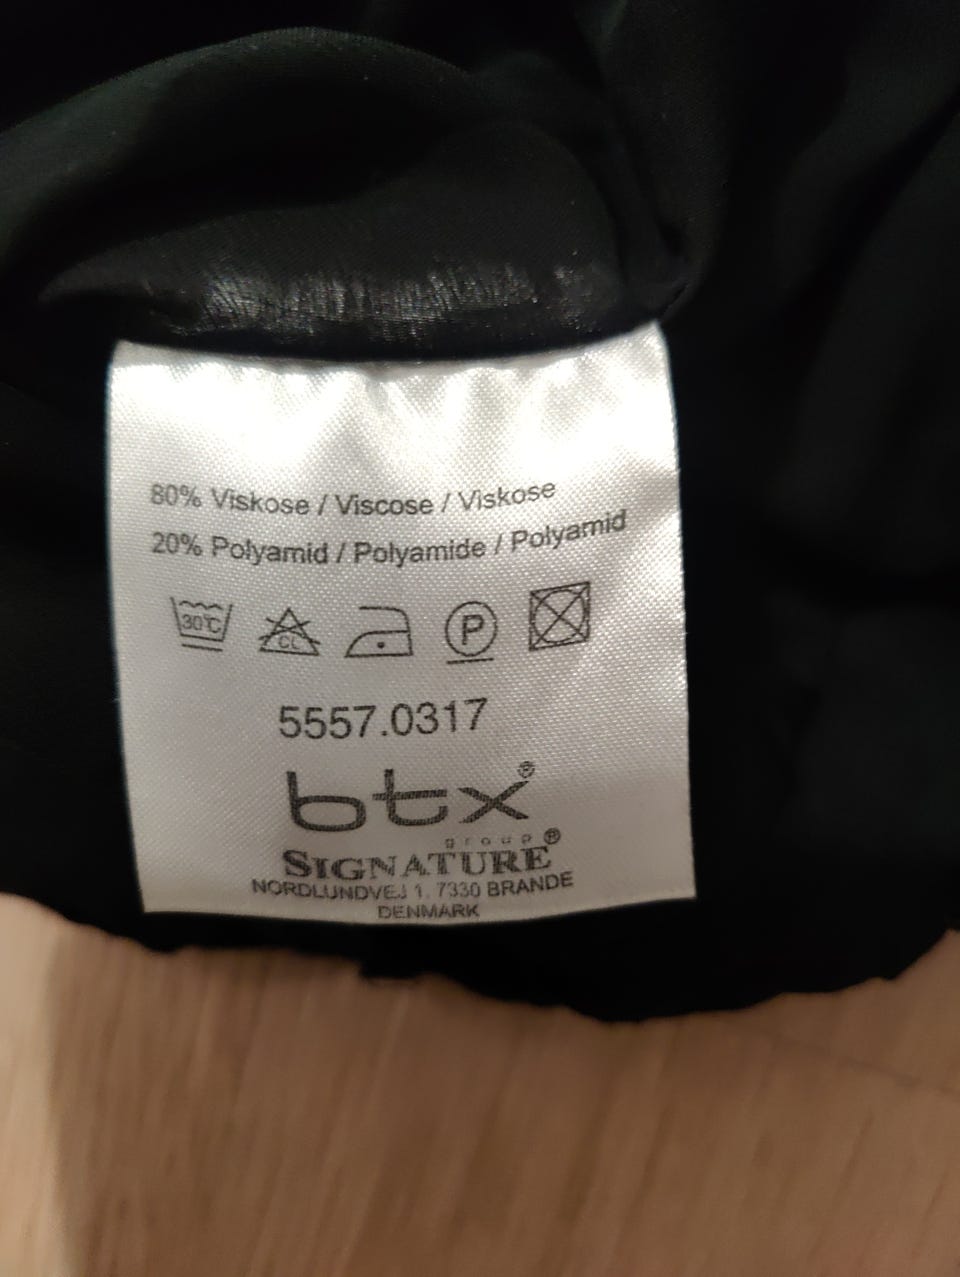 80% Viskose / Viscose / Viskose
20% Polyamid / Polyamide / Polyamid
30°C CL P
5557.0317
btx®
group®
SIGNATURE
NORDLUNDVEJ 1. 7330 BRANDE
DENMARK